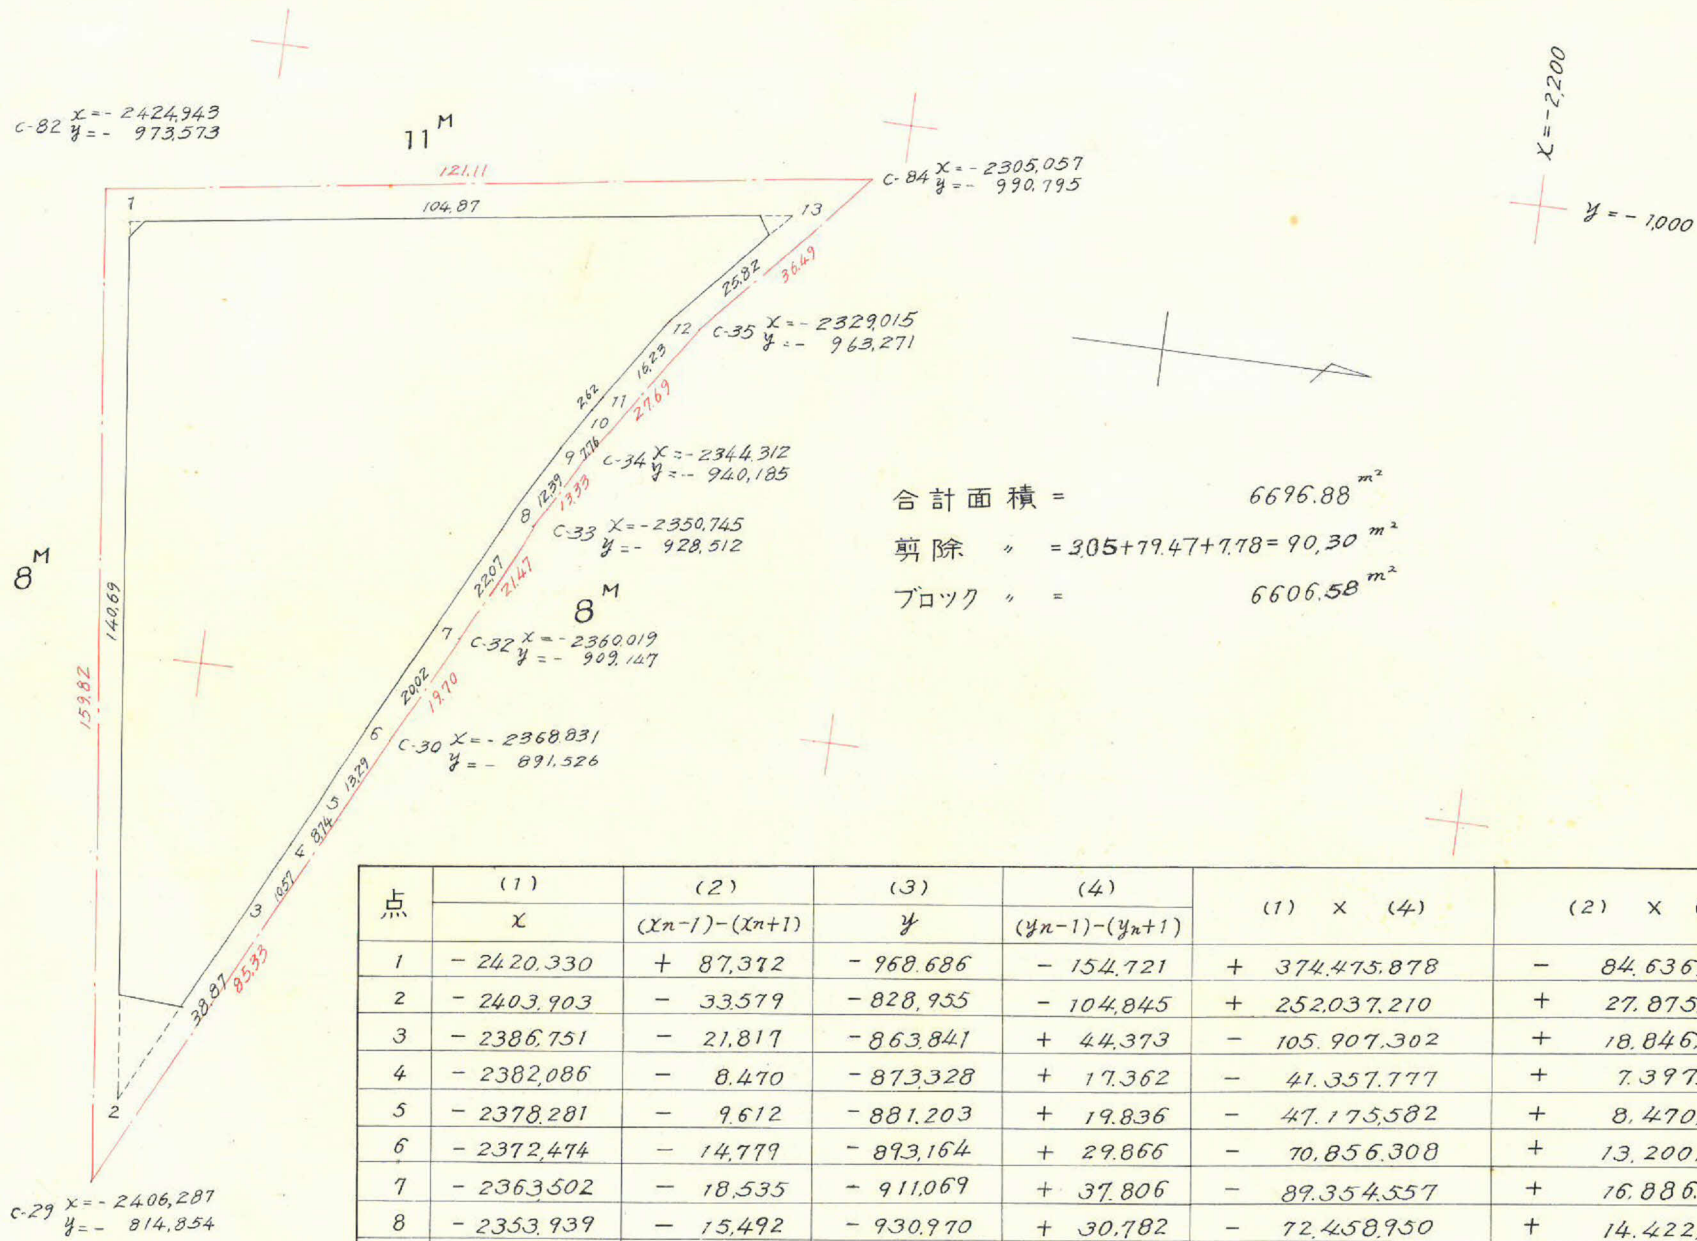 C-82 x=- 2424,943
y=- 973,573
11M
121.11
C-84 x=- 2305,057
y=- 990,795
x=-2,200
y=-1,000
1
104.87
13
25.82
36.49
12
C-35 x=- 2329,015
y=- 963,271
16,23
2.62
11
27.69
10
9
7.76
C-34 x=-2344.312
y=- 940,185
12.39
13.33
8
C-33 x=-2350,745
y=- 928,512
22.07
21.47
8M
8M
140.69
159.82
7
C-32 x=-2360.019
y=- 909.147
20.02
19.70
6
C-30 x=- 2368.831
y=- 891,526
13.29
5
8.74
4
10.57
3
38.87
85.33
2
C-29 x=- 2406,287
y=- 814,854
合計面積 = 6696.88 m²
剪除 〃 = 3.05+79.47+7.78= 90,30 m²
ブロック 〃 = 6606.58 m²
点 (1) (2) (3) (4) (1) × (4) (2) ×
x (xn-1)-(xn+1) y (yn-1)-(yn+1)
1 - 2420.330 + 87,372 - 968.686 - 154.721 + 374.475.878 - 84.636
2 - 2403,903 - 33.579 - 828,955 - 104,845 + 252.037.210 + 27.875
3 - 2386,751 - 21,817 - 863.841 + 44.373 - 105.907.302 + 18.846
4 - 2382,086 - 8.470 - 873.328 + 17.362 - 41.357.777 + 7.397
5 - 2378.281 - 9.612 - 881.203 + 19.836 - 47.175,582 + 8,470
6 - 2372,474 - 14,779 - 893,164 + 29.866 - 70,856.308 + 13,200
7 - 2363.502 - 18,535 - 911,069 + 37.806 - 89.354.557 + 16.886
8 - 2353.939 - 15,492 - 930.970 + 30.782 - 72.458.950 + 14.422